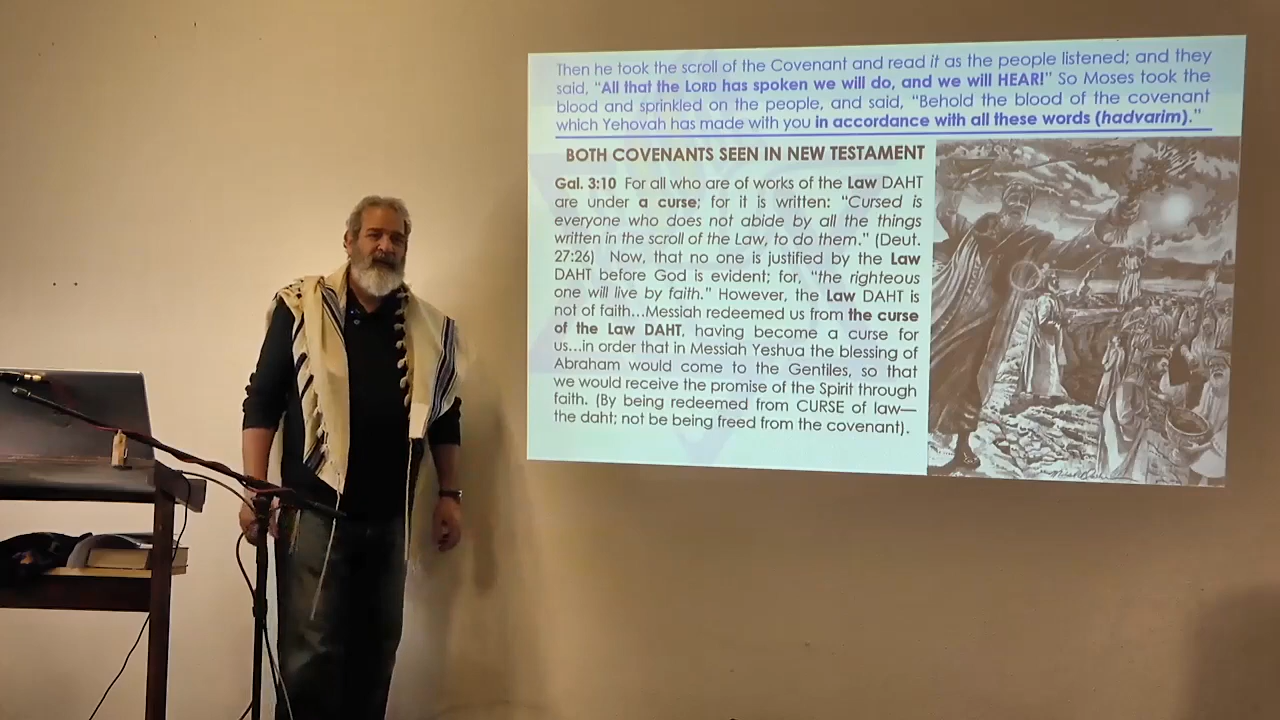 Then he took the scroll of the Covenant and read it as the people listened; and they
said, “All that the LORD has spoken we will do, and we will HEAR!” So Moses took the
blood and sprinkled on the people, and said, “Behold the blood of the covenant
which Yehovah has made with you in accordance with all these words (hadvarim).”
BOTH COVENANTS SEEN IN NEW TESTAMENT
Gal. 3:10 For all who are of works of the Law DAHT
are under a curse; for it is written: “Cursed is
everyone who does not abide by all the things
written in the scroll of the Law, to do them.” (Deut.
27:26) Now, that no one is justified by the Law
DAHT before God is evident; for, “the righteous
one will live by faith.” However, the Law DAHT is
not of faith...Messiah redeemed us from the curse
of the Law DAHT, having become a curse for
us...in order that in Messiah Yeshua the blessing of
Abraham would come to the Gentiles, so that
we would receive the promise of the Spirit through
faith. (By being redeemed from CURSE of law—
the daht; not be being freed from the covenant).